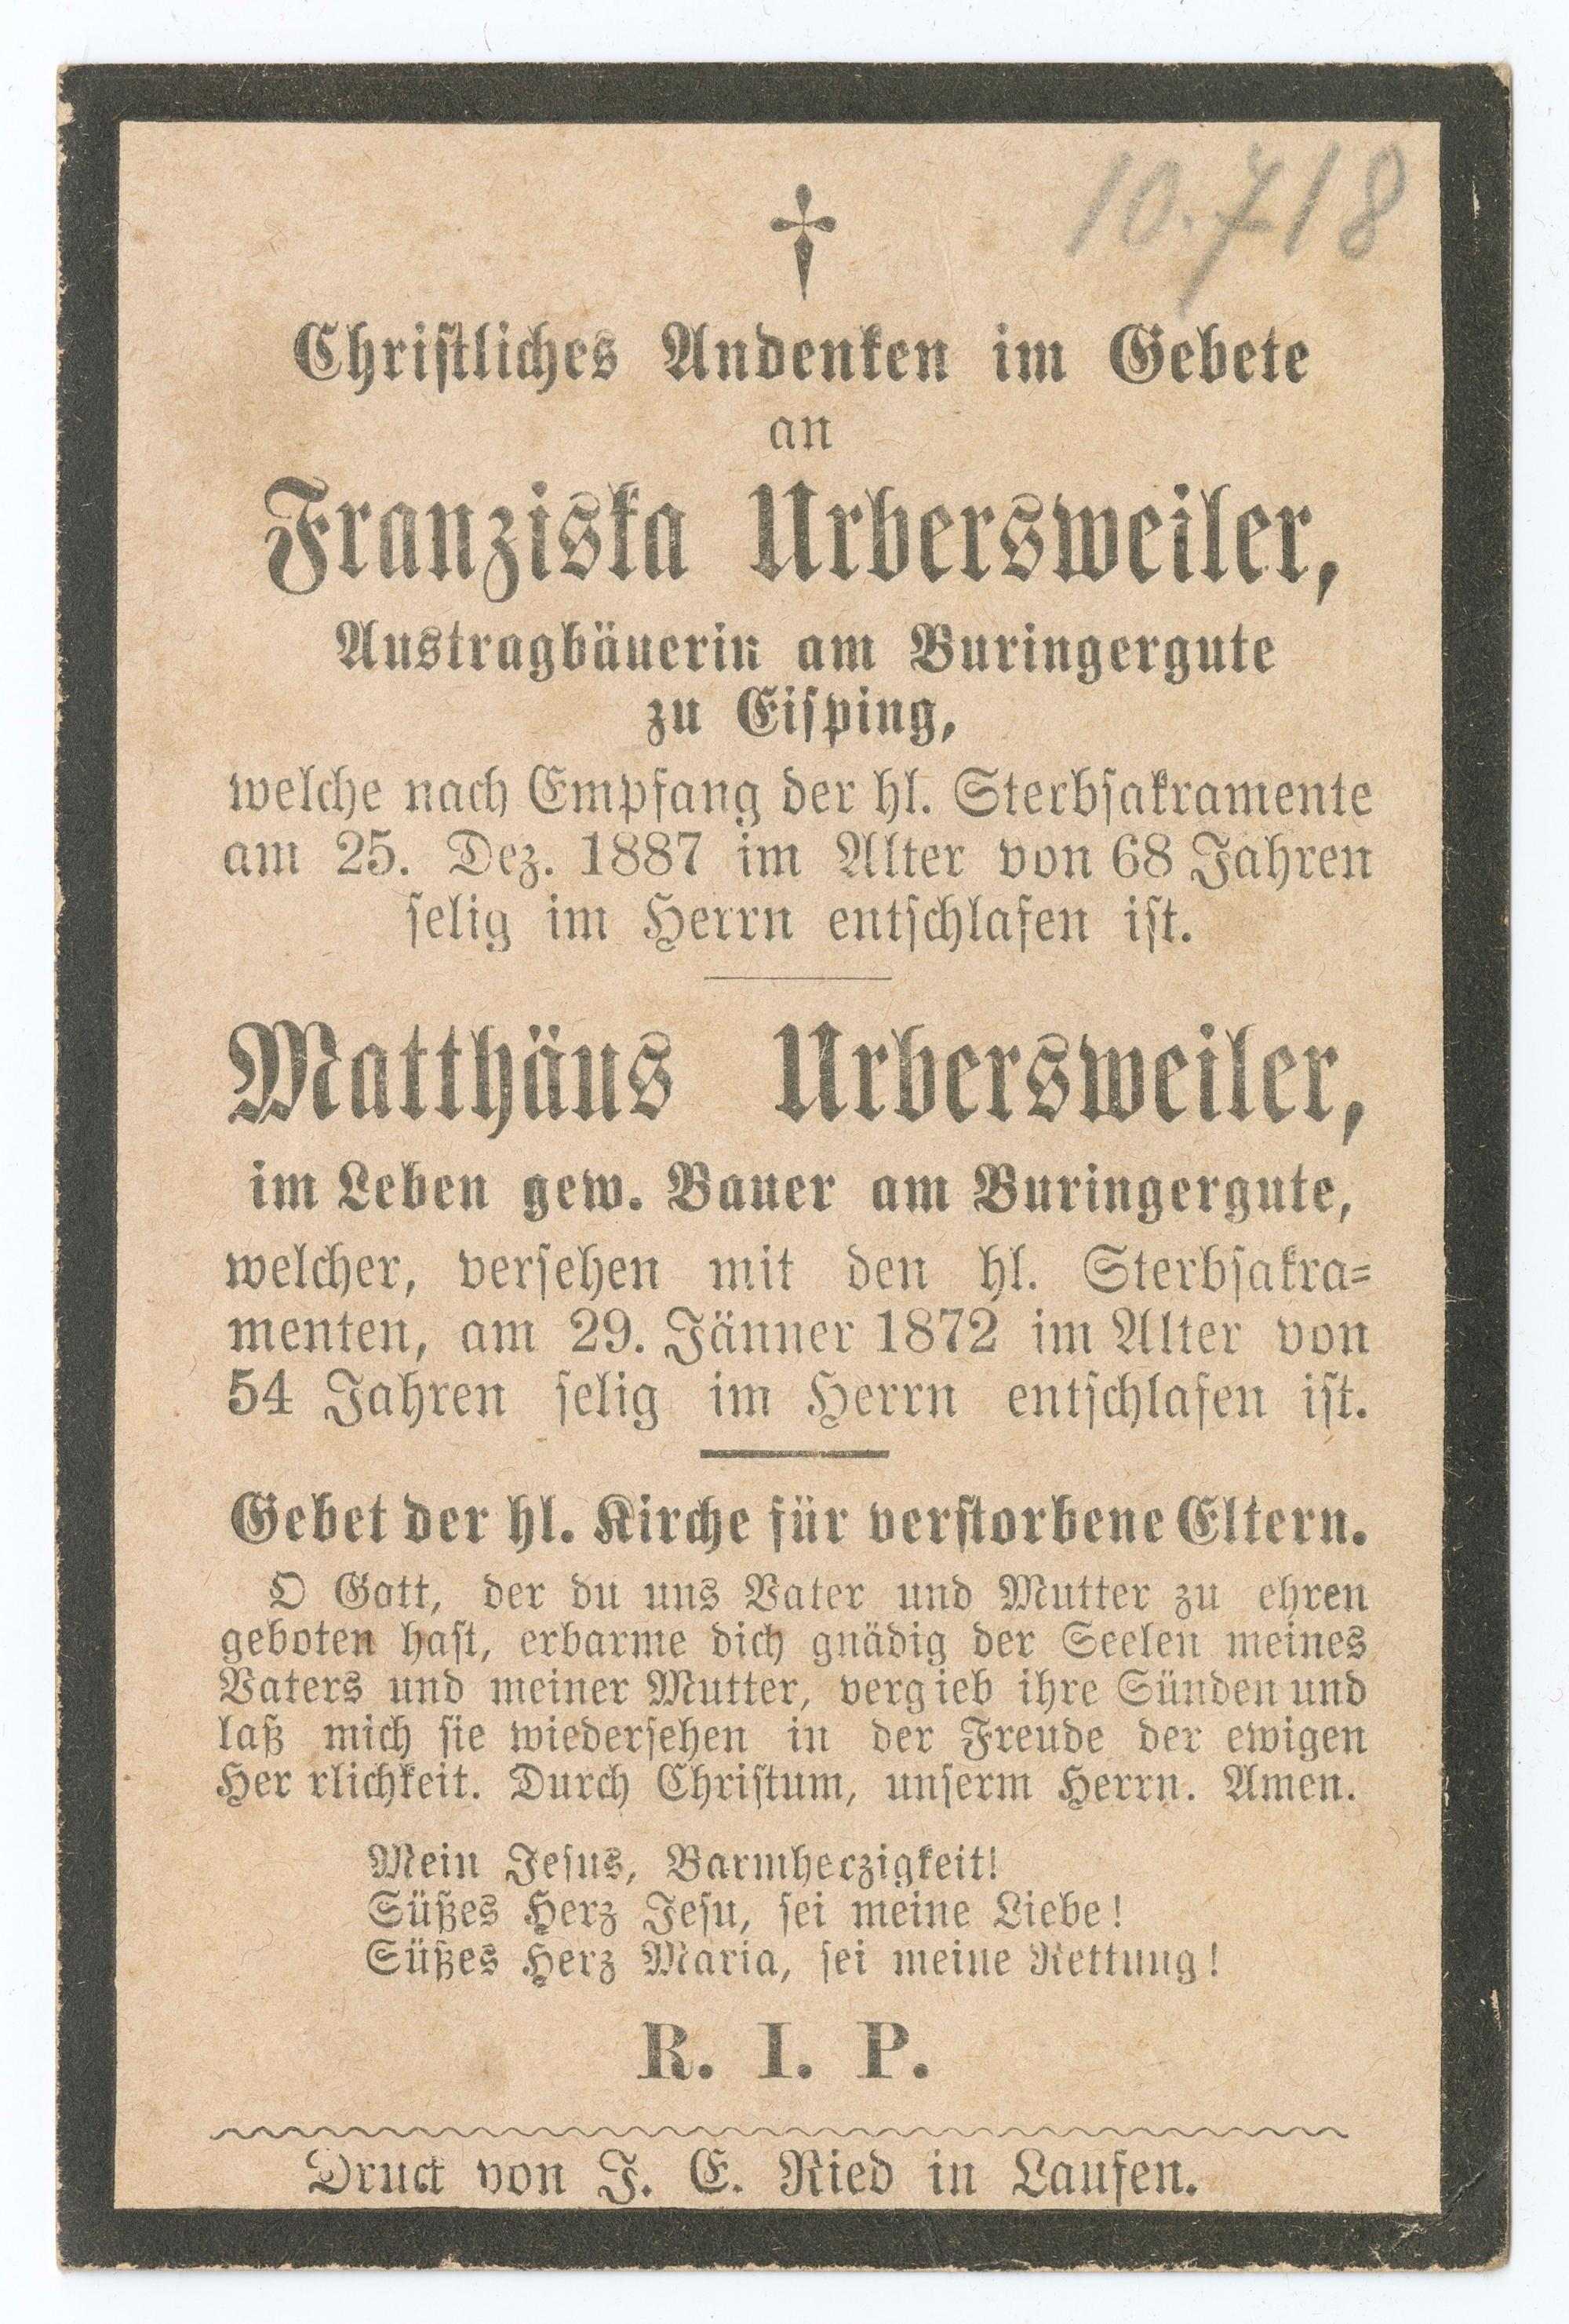 10.718
†
Christliches Andenken im Gebete
an
Franziska Urbersweiler,
Austragbäuerin am Buringergute
zu Eisping,
welche nach Empfang der hl. Sterbsakramente
am 25. Dez. 1887 im Alter von 68 Jahren
selig im Herrn entschlafen ist.
Matthäus Urbersweiler,
im Leben gew. Bauer am Buringergute,
welcher, versehen mit den hl. Sterbsakra=
menten, am 29. Jänner 1872 im Alter von
54 Jahren selig im Herrn entschlafen ist.
Gebet der hl. Kirche für verstorbene Eltern.
O Gott, der du uns Vater und Mutter zu ehren
geboten hast, erbarme dich gnädig der Seelen meines
Vaters und meiner Mutter, vergieb ihre Sünden und
laß mich sie wiedersehen in der Freude der ewigen
Her rlichkeit. Durch Christum, unserm Herrn. Amen.
Mein Jesus, Barmherzigkeit!
Süßes Herz Jesu, sei meine Liebe!
Süßes Herz Maria, sei meine Rettung!
R. I. P.
Druck von J. E. Ried in Laufen.